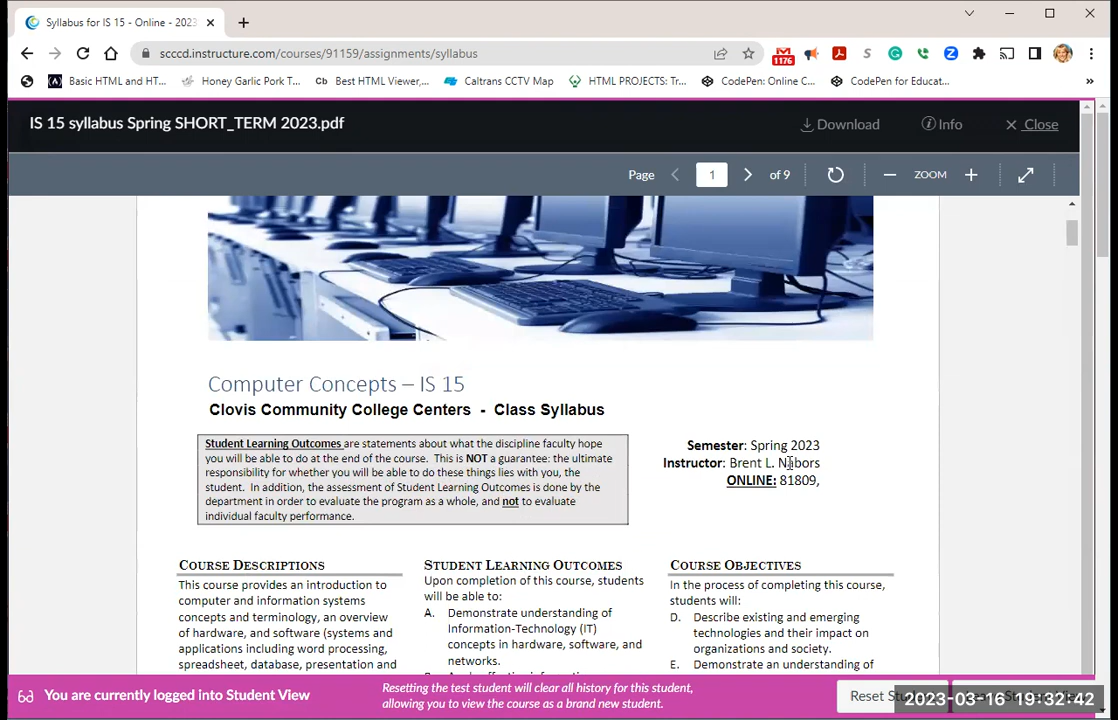 Syllabus for IS 15 - Online - 2023
scccd.instructure.com/courses/91159/assignments/syllabus
1176
Basic HTML and HT... Honey Garlic Pork T... Cb Best HTML Viewer,... Caltrans CCTV Map HTML PROJECTS: Tr... CodePen: Online C... CodePen for Educat... »
IS 15 syllabus Spring SHORT_TERM 2023.pdf Download Info Close
Page 1 of 9 ZOOM
Computer Concepts – IS 15
Clovis Community College Centers - Class Syllabus
Student Learning Outcomes are statements about what the discipline faculty hope
you will be able to do at the end of the course. This is NOT a guarantee: the ultimate
responsibility for whether you will be able to do these things lies with you, the
student. In addition, the assessment of Student Learning Outcomes is done by the
department in order to evaluate the program as a whole, and not to evaluate
individual faculty performance.
Semester: Spring 2023
Instructor: Brent L. Nabors
ONLINE: 81809,
COURSE DESCRIPTIONS
This course provides an introduction to
computer and information systems
concepts and terminology, an overview
of hardware, and software (systems and
applications including word processing,
spreadsheet, database, presentation and
STUDENT LEARNING OUTCOMES
Upon completion of this course, students
will be able to:
A. Demonstrate understanding of
Information-Technology (IT)
concepts in hardware, software, and
networks.
COURSE OBJECTIVES
In the process of completing this course,
students will:
D. Describe existing and emerging
technologies and their impact on
organizations and society.
E. Demonstrate an understanding of
You are currently logged into Student View
Resetting the test student will clear all history for this student,
allowing you to view the course as a brand new student.
Reset
2023-03-16 19:32:42